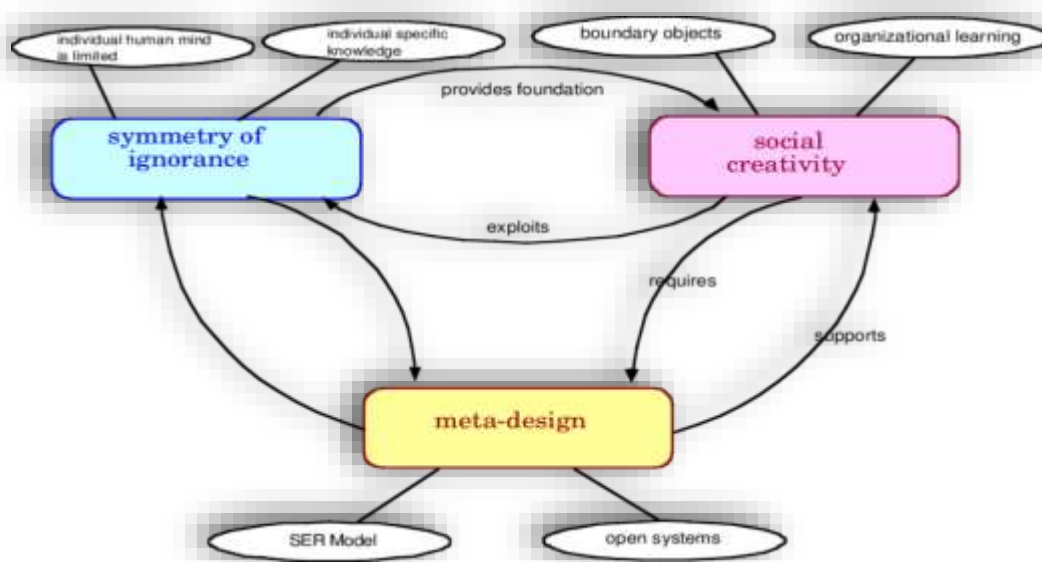 individual human mind
is limited
individual specific
knowledge
boundary objects
organizational learning
provides foundation
symmetry of
ignorance
social
creativity
exploits
requires
supports
meta-design
SER Model
open systems